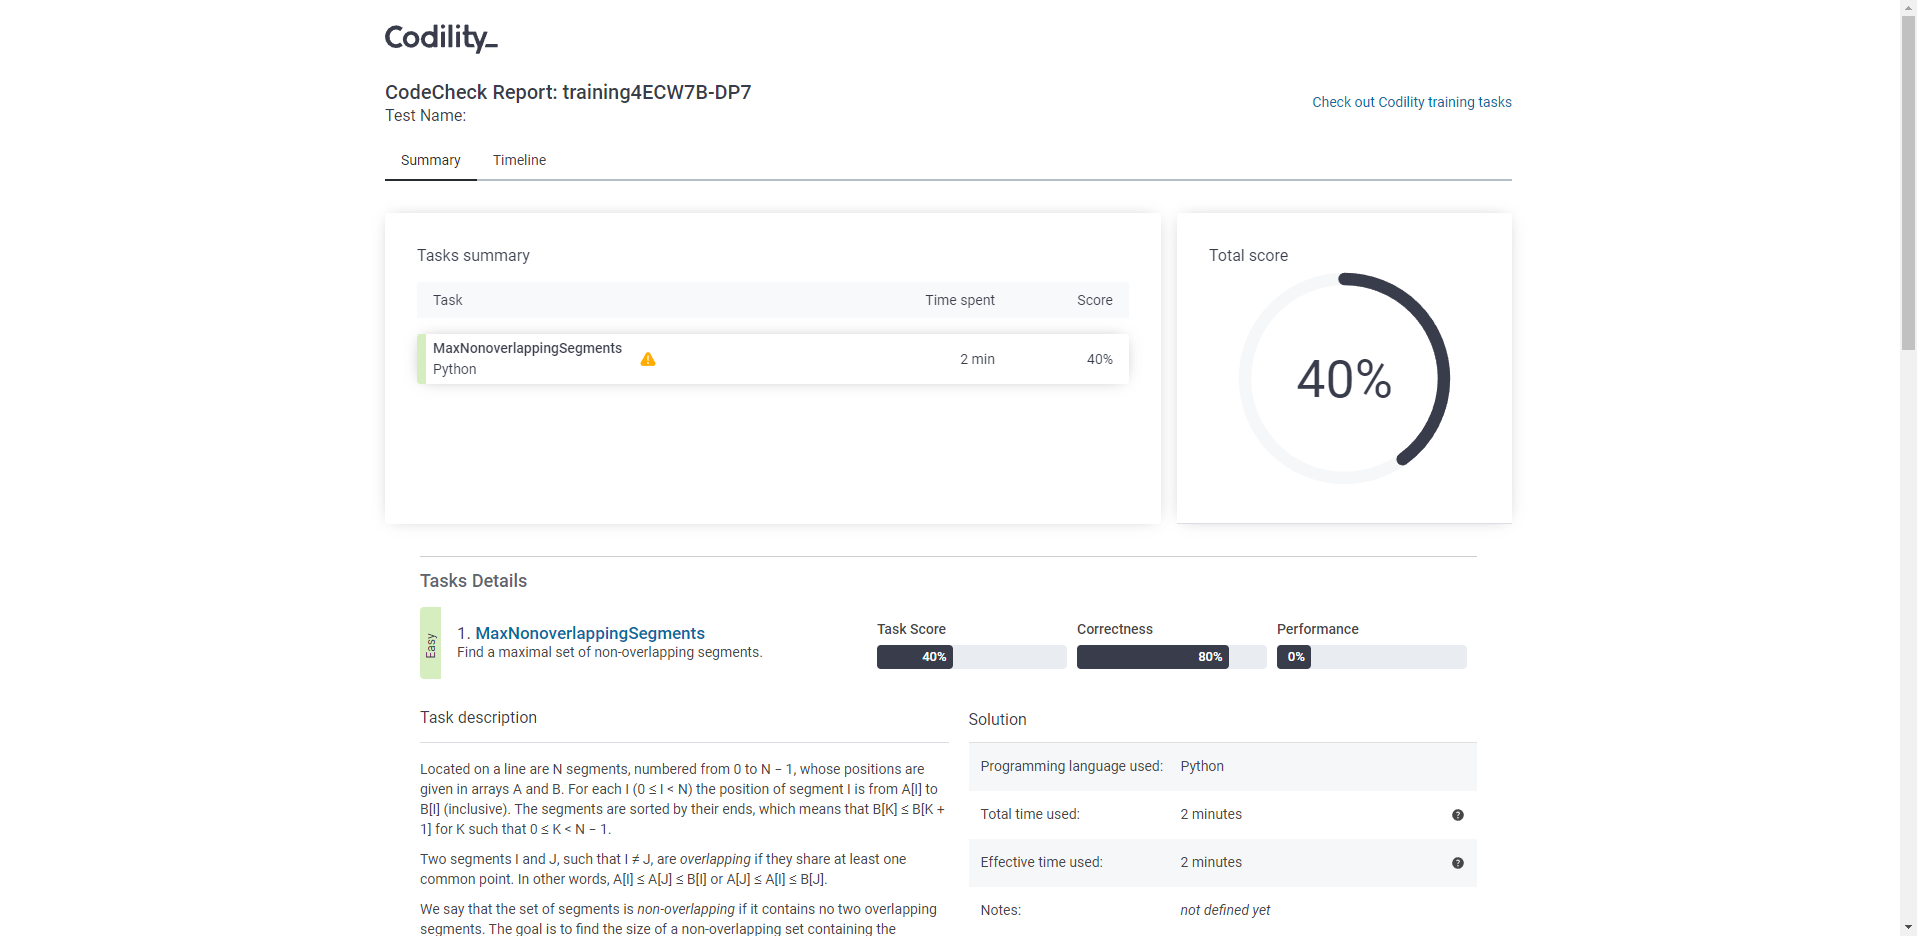 Codility_
CodeCheck Report: training4ECW7B-DP7
Test Name:
Check out Codility training tasks
Summary
Timeline
Tasks summary
Task
Time spent
Score
MaxNonoverlappingSegments
Python
2 min
40%
Total score
40%
Tasks Details
Easy
1. MaxNonoverlappingSegments
Find a maximal set of non-overlapping segments.
Task Score
40%
Correctness
80%
Performance
0%
Task description
Located on a line are N segments, numbered from 0 to N − 1, whose positions are
given in arrays A and B. For each I (0 ≤ I < N) the position of segment I is from A[I] to
B[I] (inclusive). The segments are sorted by their ends, which means that B[K] ≤ B[K +
1] for K such that 0 ≤ K < N − 1.
Two segments I and J, such that I ≠ J, are overlapping if they share at least one
common point. In other words, A[I] ≤ A[J] ≤ B[I] or A[J] ≤ A[I] ≤ B[J].
We say that the set of segments is non-overlapping if it contains no two overlapping
segments. The goal is to find the size of a non-overlapping set containing the
Solution
Programming language used: Python
Total time used: 2 minutes ?
Effective time used: 2 minutes ?
Notes: not defined yet